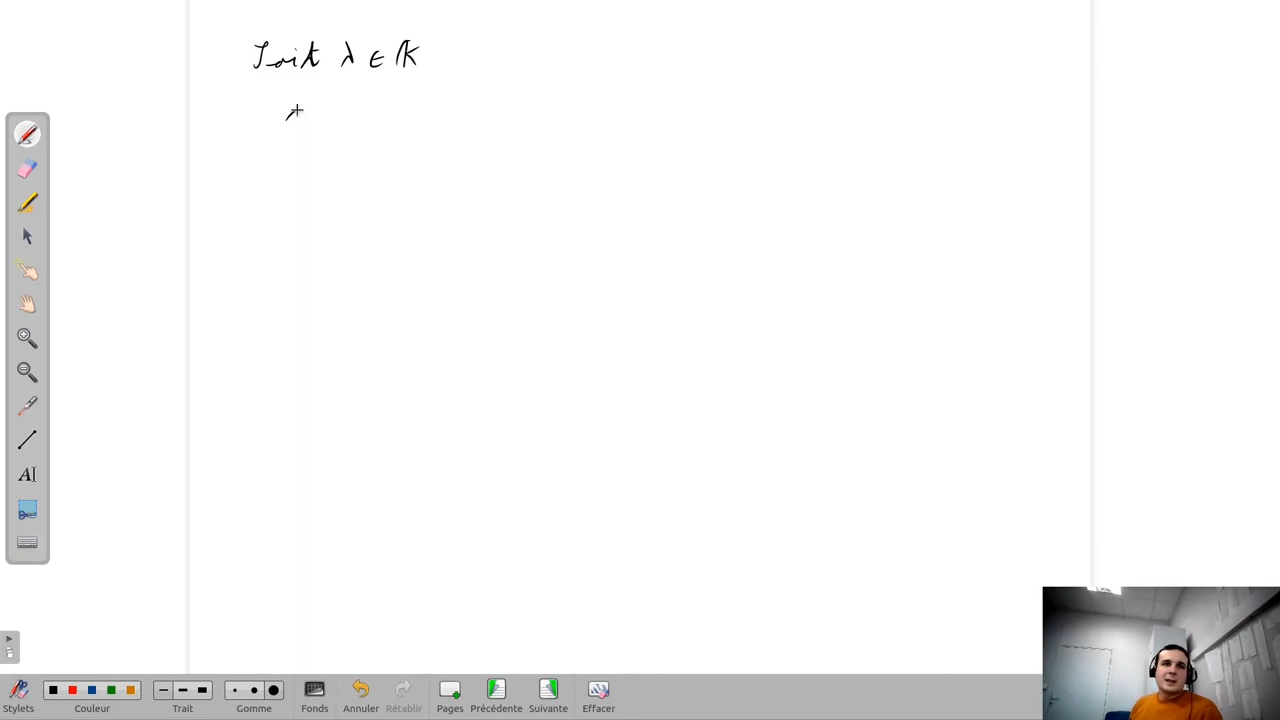 Soit λ ∈ 𝕂
A
Stylets
Couleur
Trait
Gomme
Fonds
Annuler
Rétablir
Pages
Précédente
Suivante
Effacer